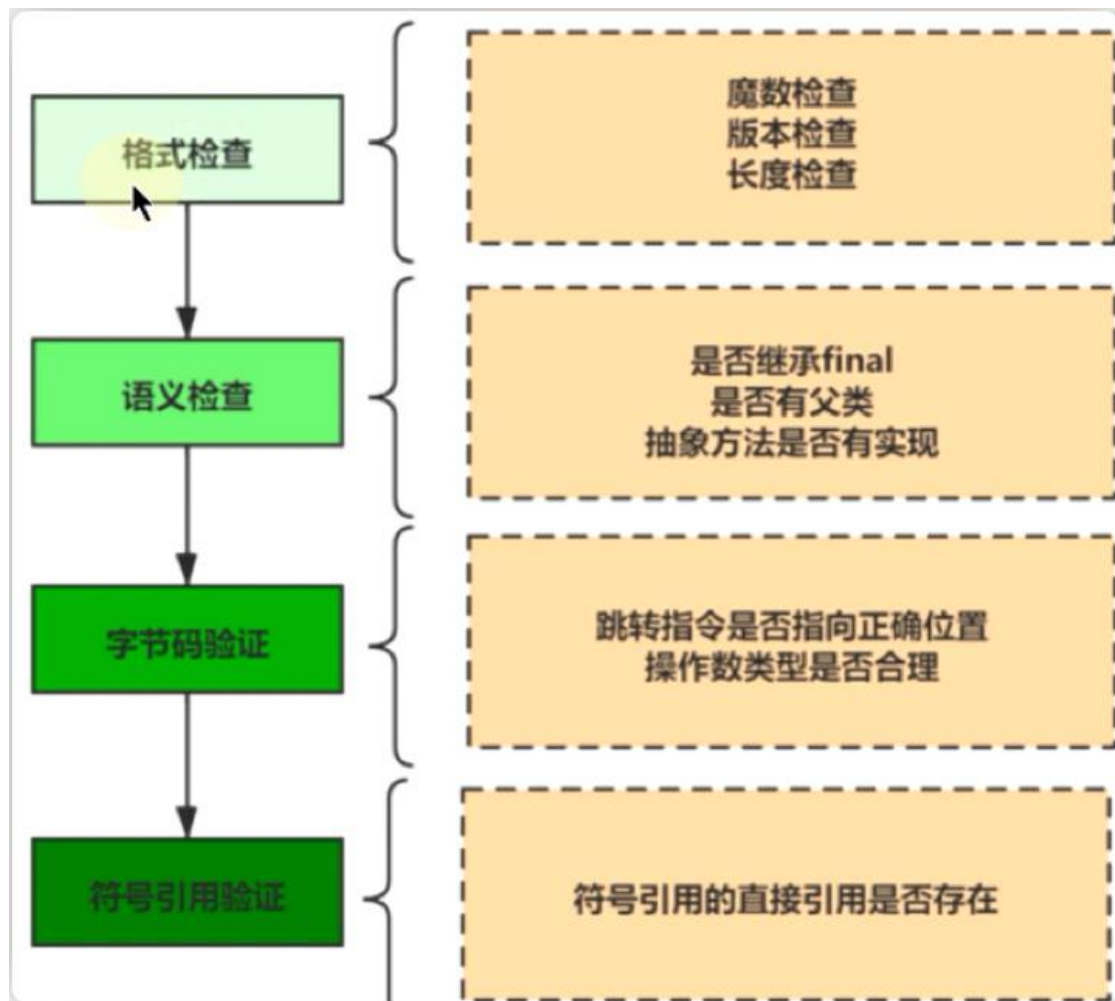 格式检查
魔数检查
版本检查
长度检查
语义检查
是否继承final
是否有父类
抽象方法是否有实现
字节码验证
跳转指令是否指向正确位置
操作数类型是否合理
符号引用验证
符号引用的直接引用是否存在